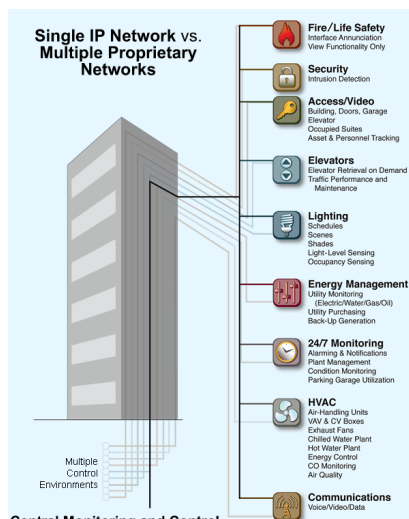 Single IP Network vs.
Multiple Proprietary
Networks
Fire/Life Safety
Interface Annunciation
View Functionality Only
Security
Intrusion Detection
Access/Video
Building, Doors, Garage
Elevator
Occupied Suites
Asset & Personnel Tracking
Elevators
Elevator Retrieval on Demand
Traffic Performance and
Maintenance
Lighting
Schedules
Scenes
Shades
Light-Level Sensing
Occupancy Sensing
Energy Management
Utility Monitoring
(Electric/Water/Gas/Oil)
Utility Purchasing
Back-Up Generation
24/7 Monitoring
Alarming & Notifications
Plant Management
Condition Monitoring
Parking Garage Utilization
HVAC
Air-Handling Units
VAV & CV Boxes
Exhaust Fans
Chilled Water Plant
Hot Water Plant
Energy Control
CO Monitoring
Air Quality
Communications
Voice/Video/Data
Multiple
Control
Environments
Central Monitoring and Control